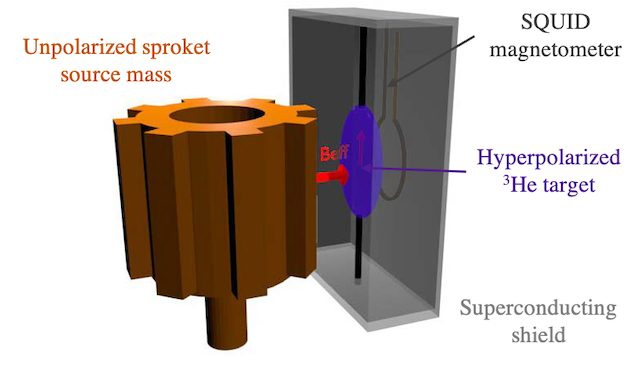 Unpolarized sproket
source mass
SQUID
magnetometer
Beff
Hyperpolarized
³He target
Superconducting
shield